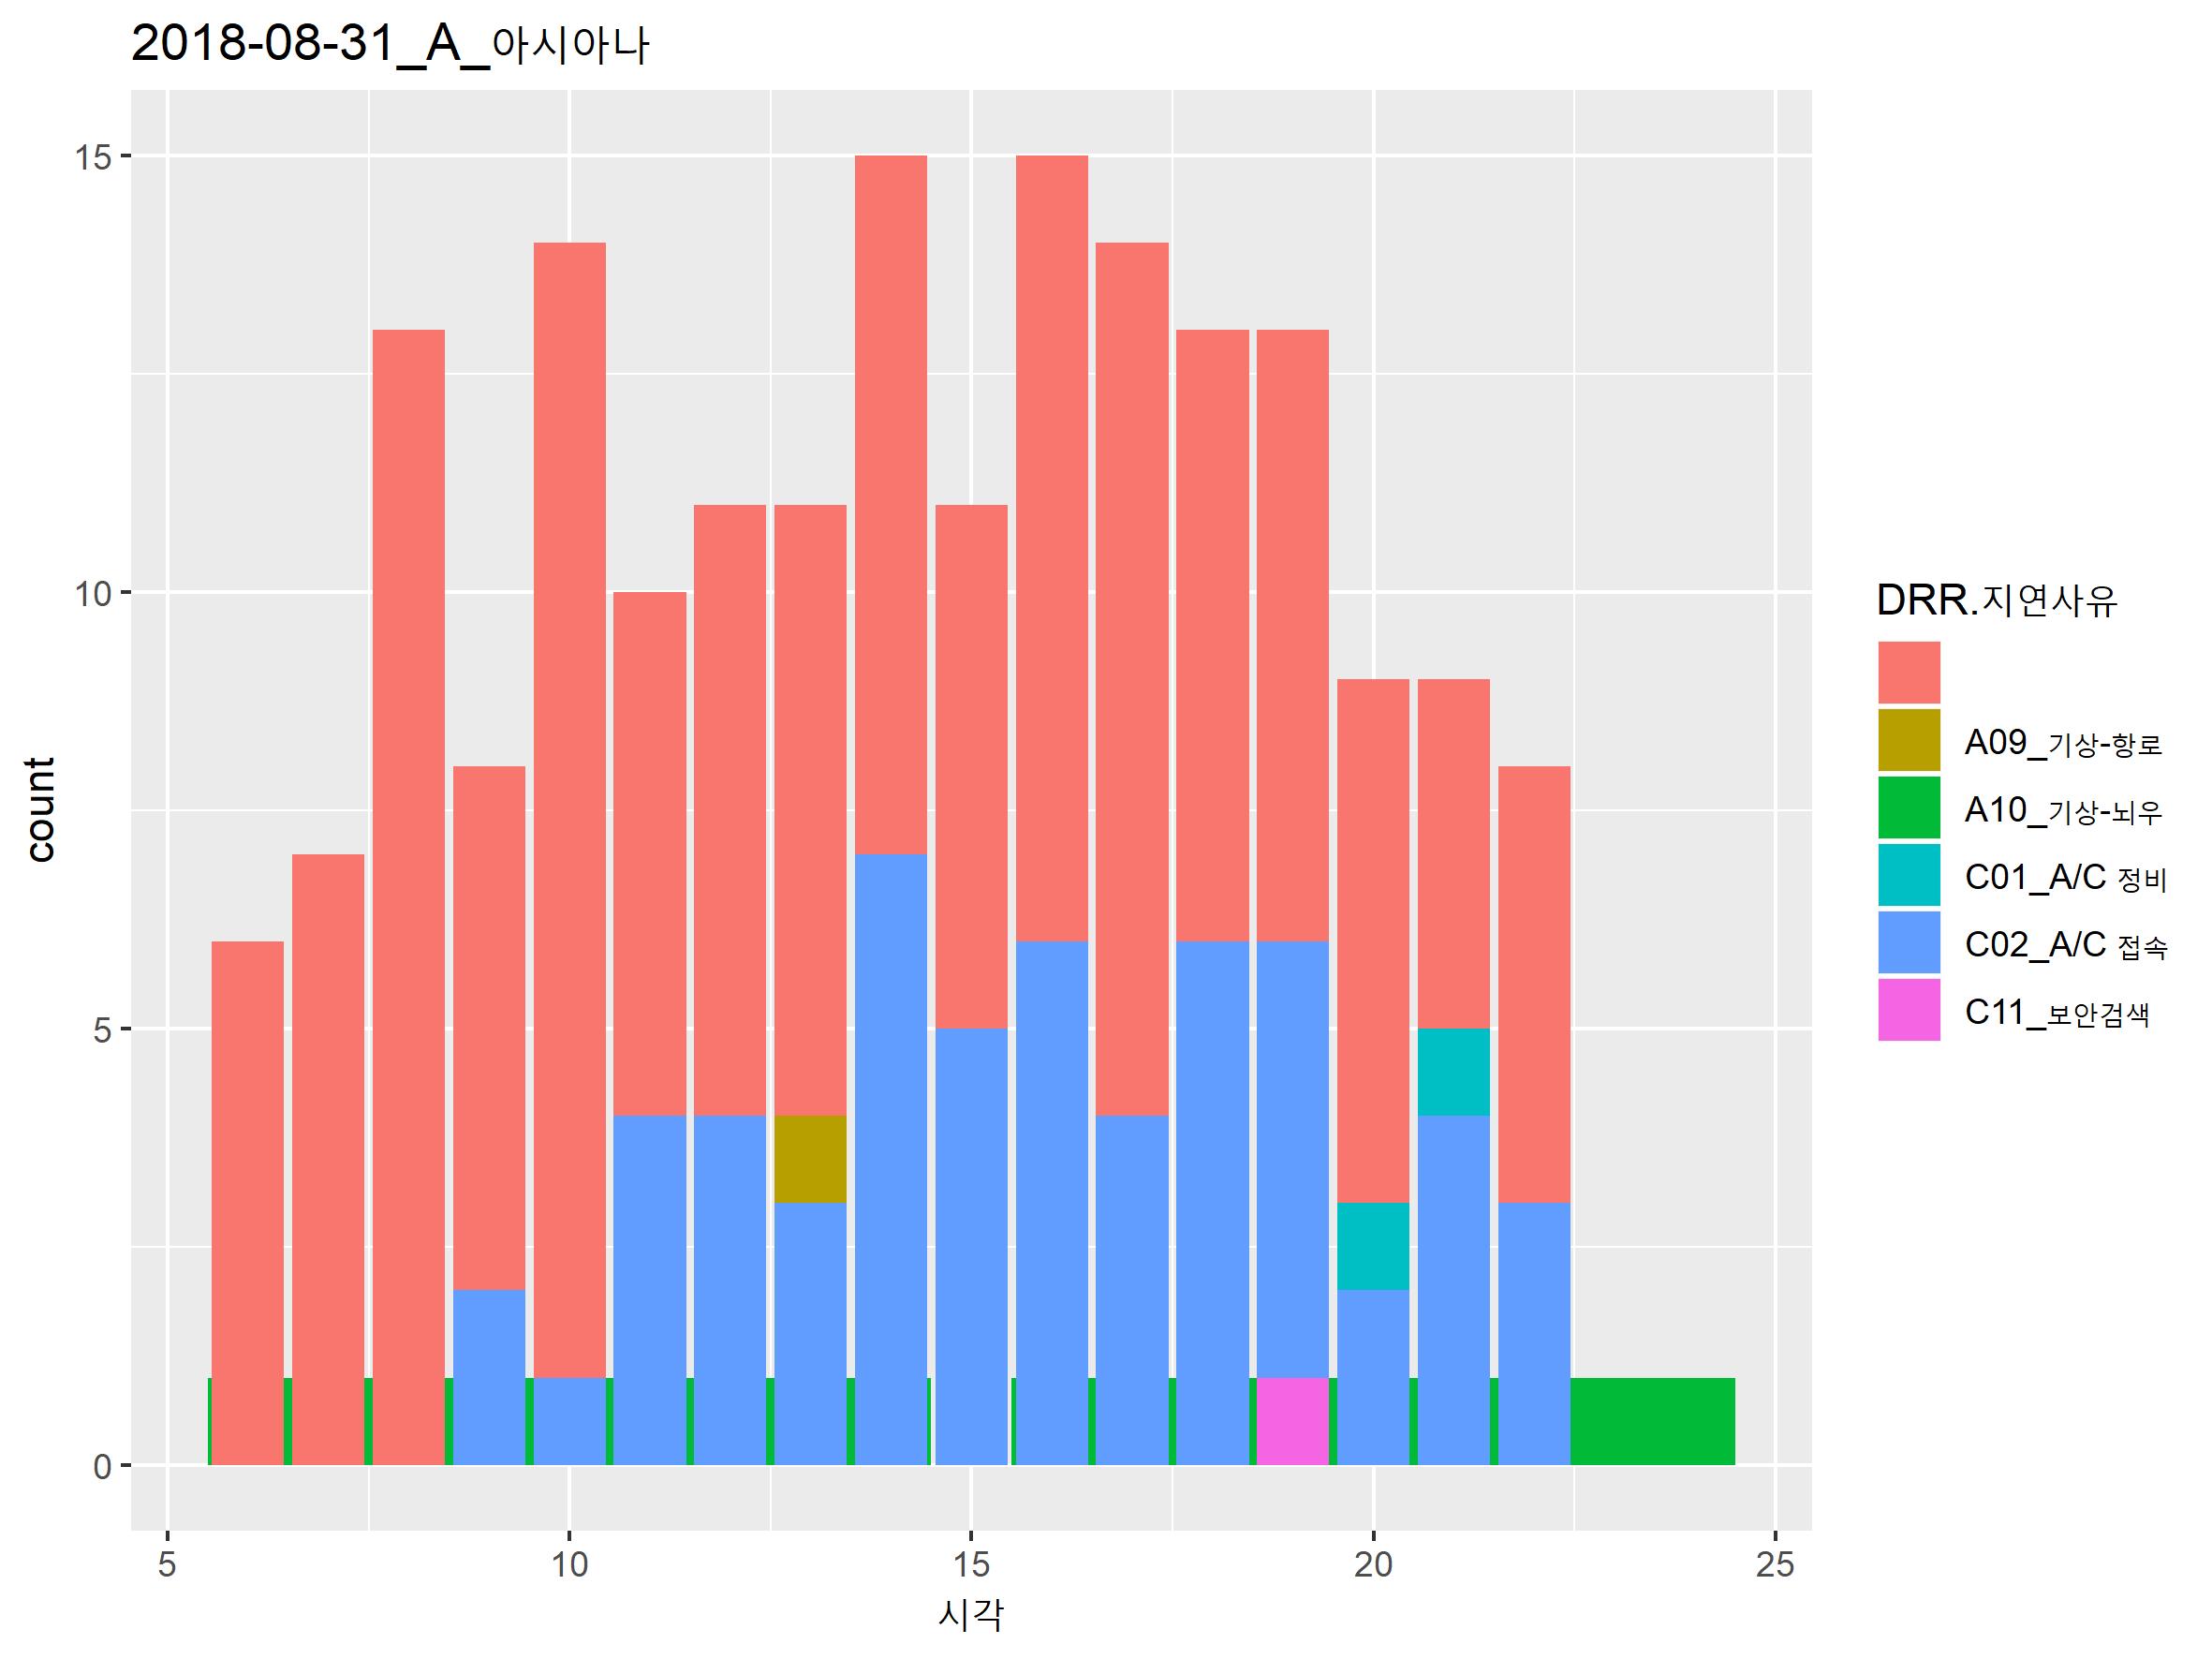 2018-08-31_A_아시아나
15
10
5
0
count
5 10 15 20 25
시각
DRR.지연사유
A09_기상-항로
A10_기상-뇌우
C01_A/C 정비
C02_A/C 접속
C11_보안검색